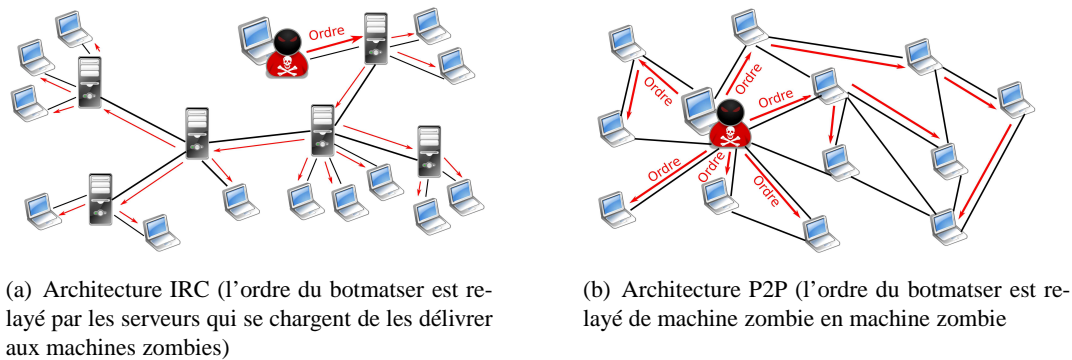 Ordre
Ordre
Ordre
Ordre
Ordre
Ordre
Ordre
(a) Architecture IRC (l'ordre du botmatser est re-
layé par les serveurs qui se chargent de les délivrer
aux machines zombies)
(b) Architecture P2P (l'ordre du botmatser est re-
layé de machine zombie en machine zombie